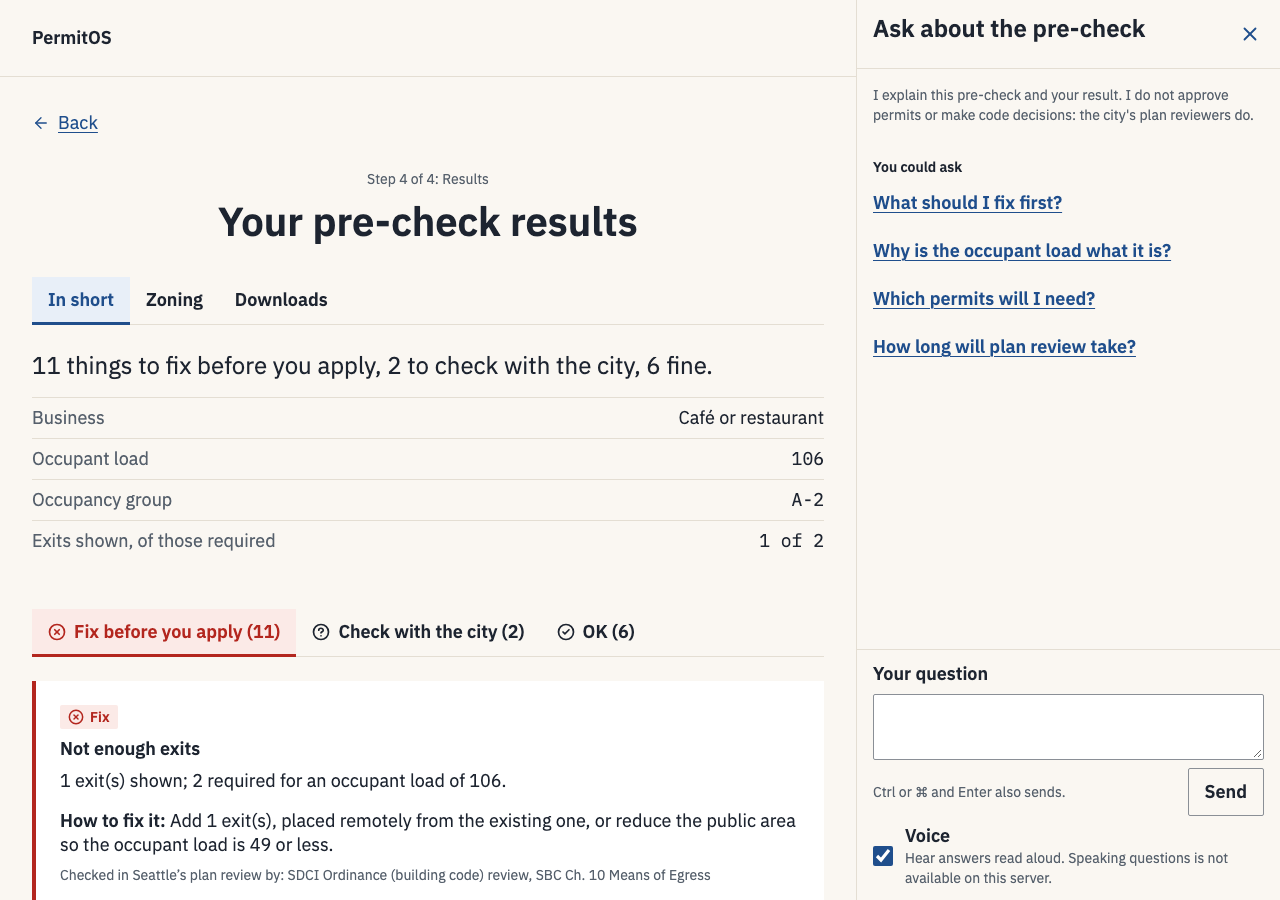 PermitOS
Back
Step 4 of 4: Results
Your pre-check results
In short
Zoning
Downloads
11 things to fix before you apply, 2 to check with the city, 6 fine.
Business
Café or restaurant
Occupant load
106
Occupancy group
A-2
Exits shown, of those required
1 of 2
Fix before you apply (11)
Check with the city (2)
OK (6)
Fix
Not enough exits
1 exit(s) shown; 2 required for an occupant load of 106.
How to fix it: Add 1 exit(s), placed remotely from the existing one, or reduce the public area
so the occupant load is 49 or less.
Checked in Seattle’s plan review by: SDCI Ordinance (building code) review, SBC Ch. 10 Means of Egress
Ask about the pre-check
I explain this pre-check and your result. I do not approve
permits or make code decisions: the city's plan reviewers do.
You could ask
What should I fix first?
Why is the occupant load what it is?
Which permits will I need?
How long will plan review take?
Your question
Ctrl or ⌘ and Enter also sends.
Send
Voice
Hear answers read aloud. Speaking questions is not
available on this server.